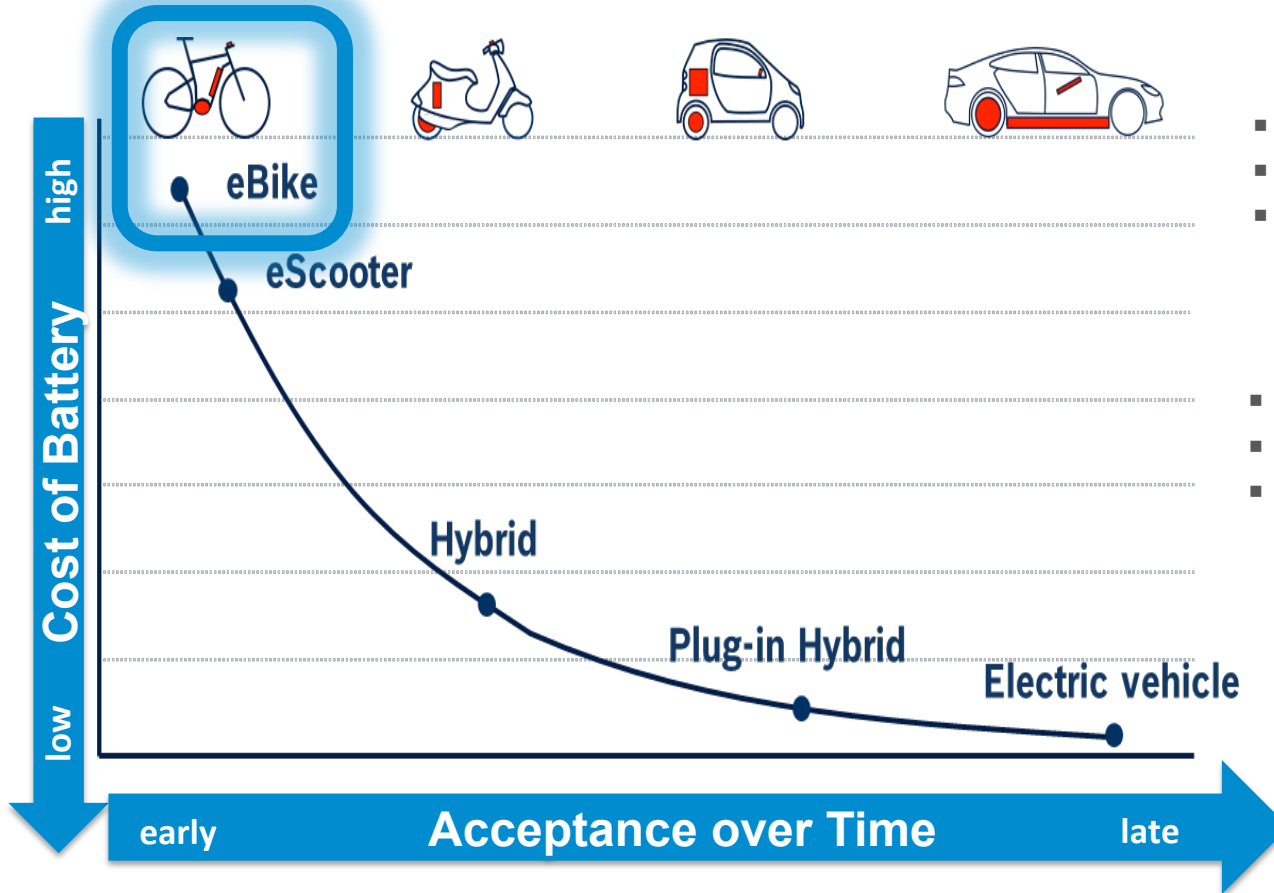 high
Cost of Battery
low
eBike
eScooter
Hybrid
Plug-in Hybrid
Electric vehicle
early
Acceptance over Time
late